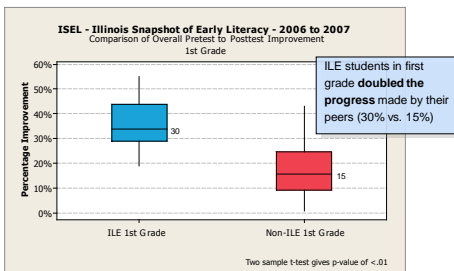 ISEL - Illinois Snapshot of Early Literacy - 2006 to 2007
Comparison of Overall Pretest to Posttest Improvement
1st Grade
ILE students in first
grade doubled the
progress made by their
peers (30% vs. 15%)
Percentage Improvement
60%
50%
40%
30%
20%
10%
0%
30
15
ILE 1st Grade
Non-ILE 1st Grade
Two sample t-test gives p-value of <.01